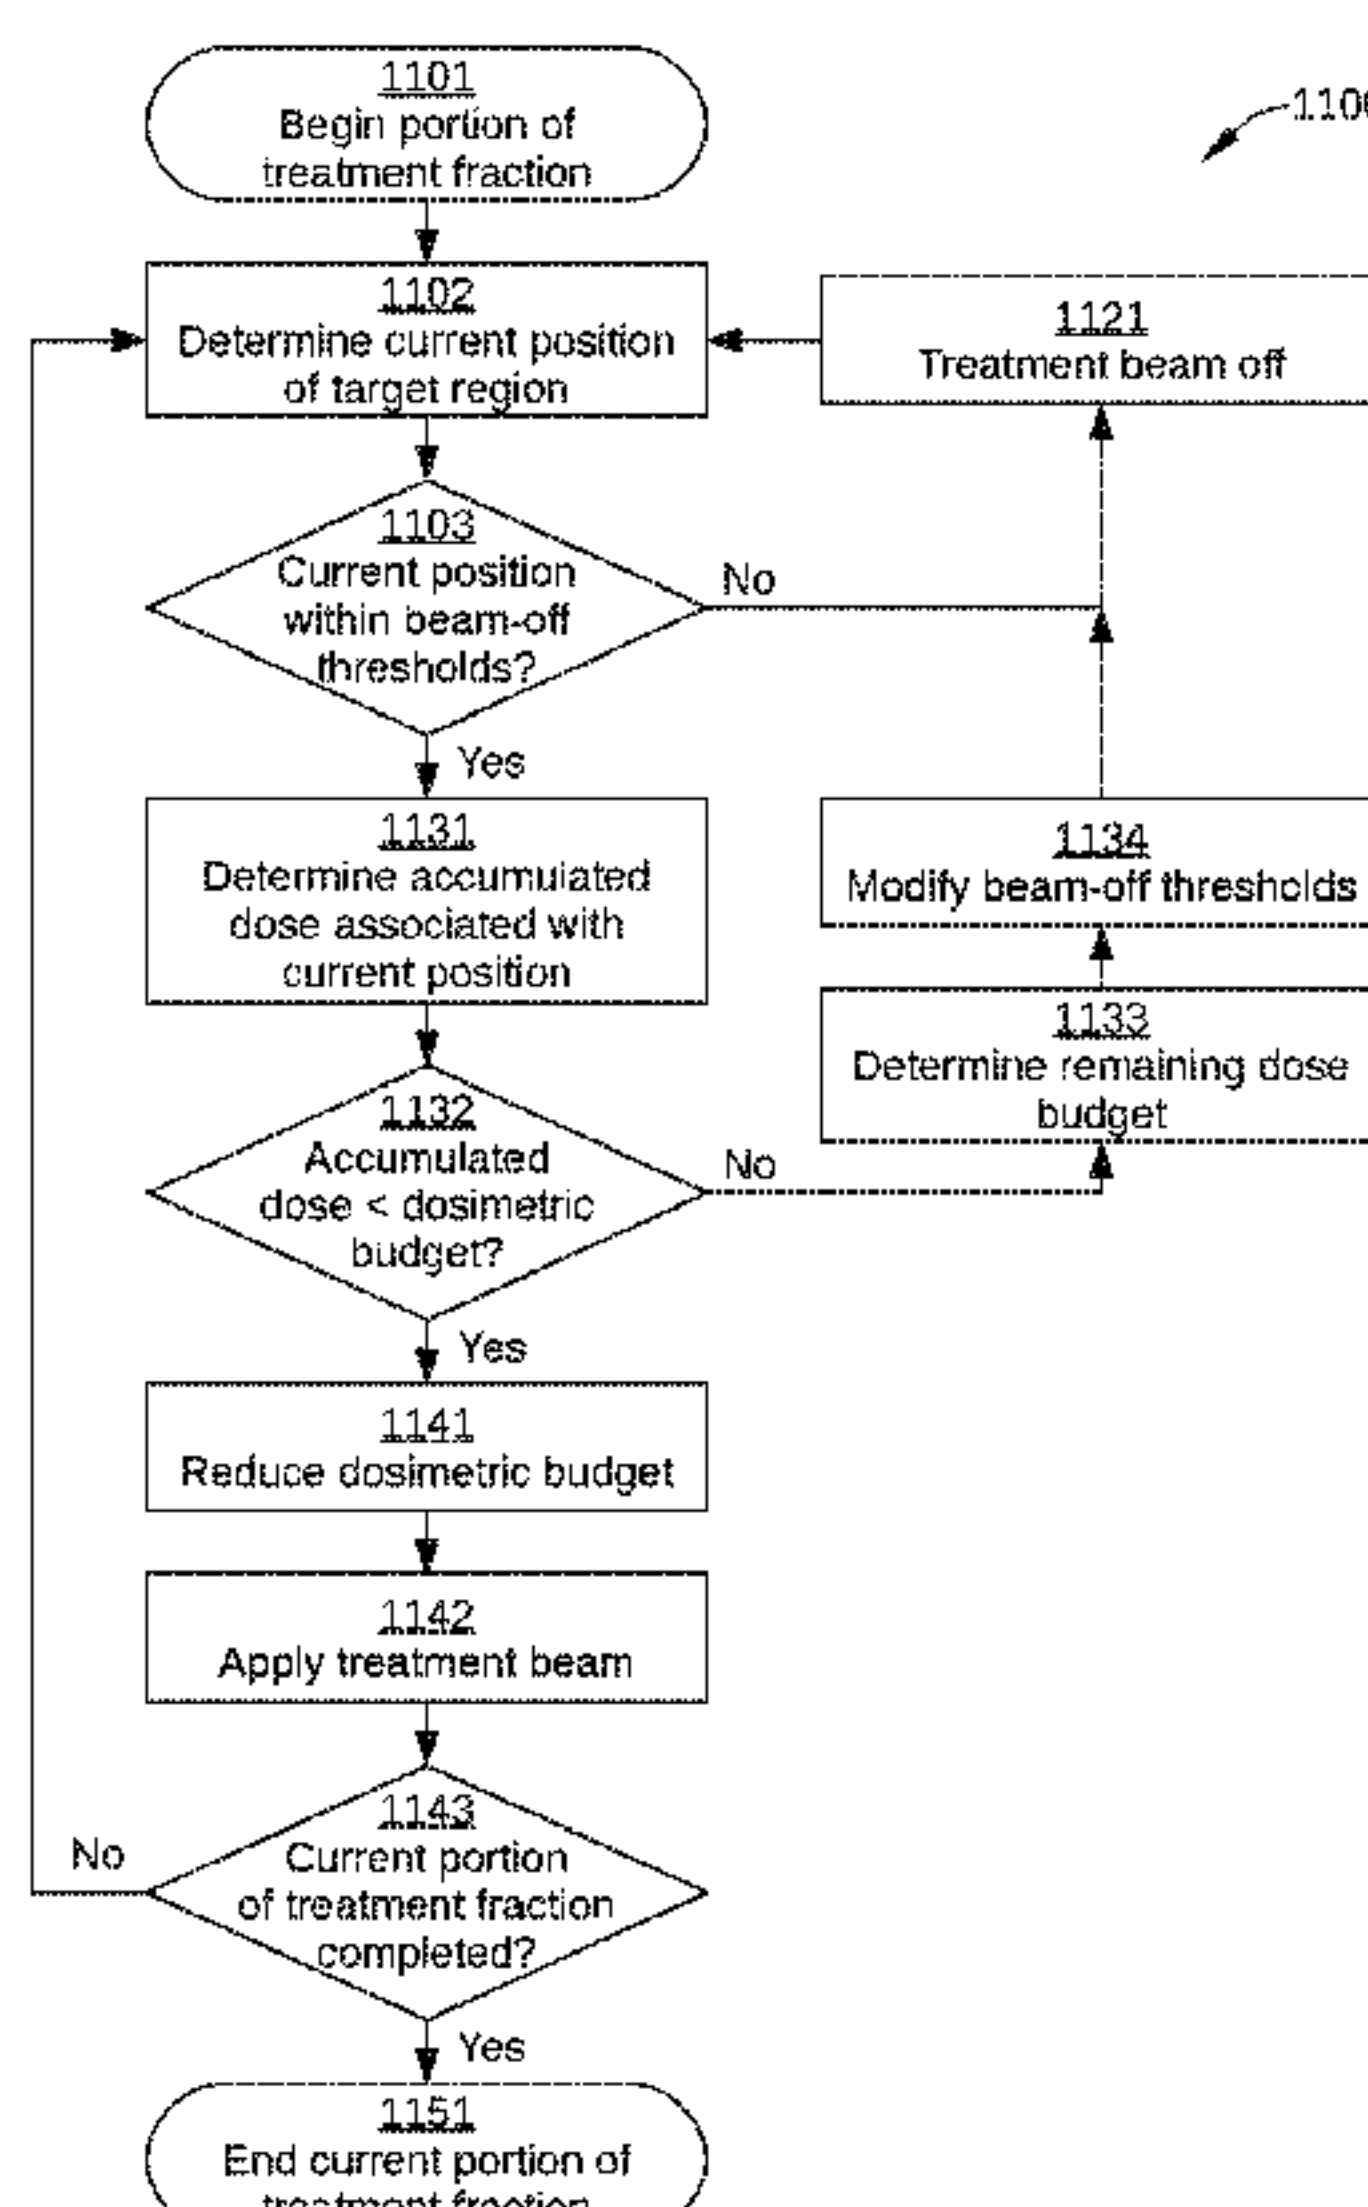 1101
Begin portion of
treatment fraction
1102
Determine current position
of target region
1121
Treatment beam off
1103
Current position
within beam-off
thresholds?
No
Yes
1131
Determine accumulated
dose associated with
current position
1134
Modify beam-off thresholds
1133
Determine remaining dose
budget
1132
Accumulated
dose < dosimetric
budget?
No
Yes
1141
Reduce dosimetric budget
1142
Apply treatment beam
1143
Current portion
of treatment fraction
completed?
No
Yes
1151
End current portion of
treatment fraction